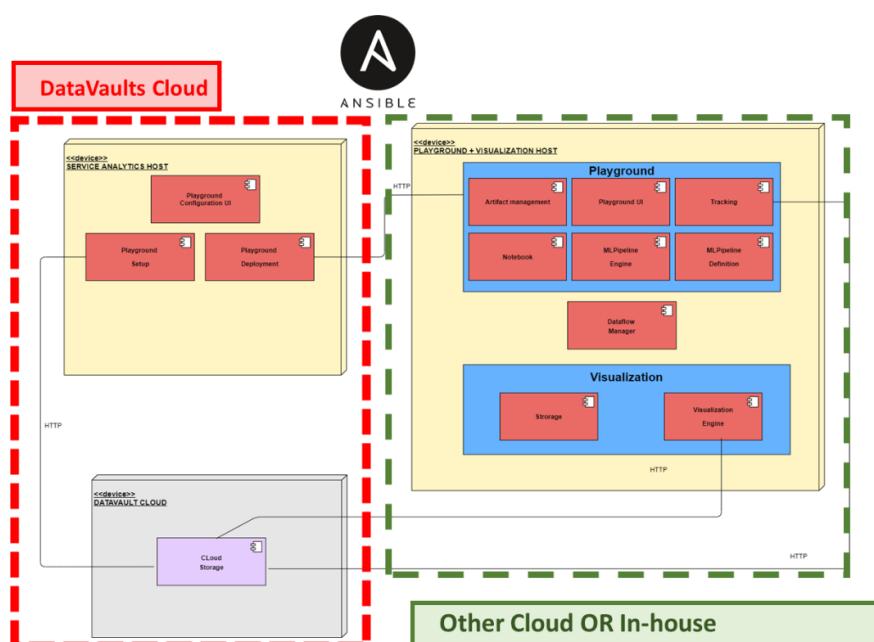 ANSIBLE
DataVaults Cloud
<<device>>
SERVICE ANALYTICS HOST
Playground
Configuration UI
Playground
Setup
Playground
Deployment
HTTP
HTTP
<<device>>
DATAVAULT CLOUD
CLoud
Storage
<<device>>
PLAYGROUND + VISUALIZATION HOST
Playground
Artifact management
Playground UI
Tracking
Notebook
MLPipeline
Engine
MLPipeline
Definition
Dataflow
Manager
Visualization
Strorage
Visualization
Engine
HTTP
HTTP
Other Cloud OR In-house